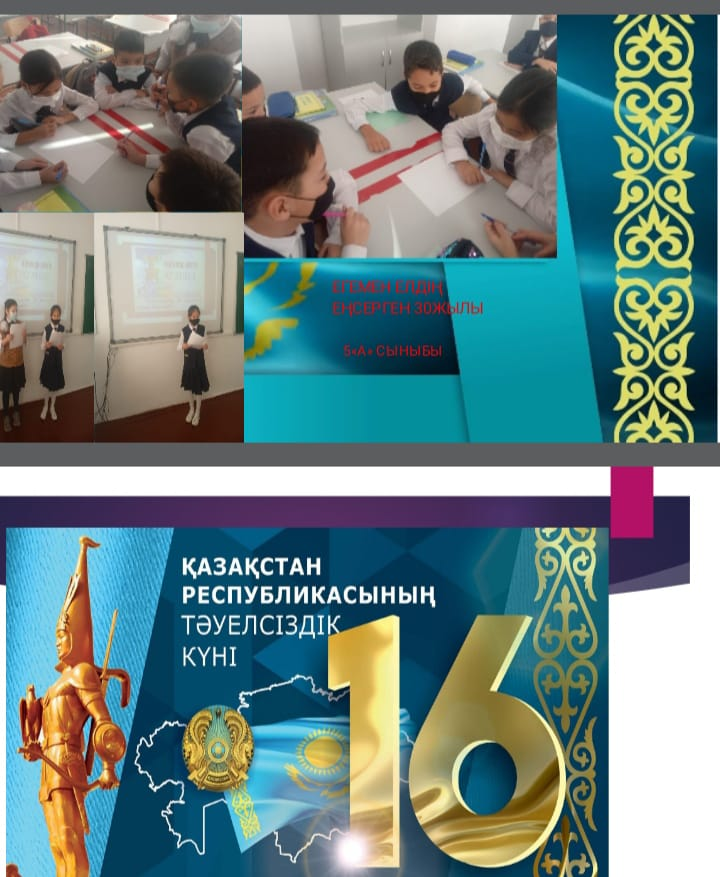 ЕГЕМЕН ЕЛДІҢ
ЕҢСЕРГЕН 30ЖЫЛЫ
5«А» СЫНЫБЫ
ҚАЗАҚСТАН
РЕСПУБЛИКАСЫНЫҢ
ТӘУЕЛСІЗДІК
КҮНІ
16